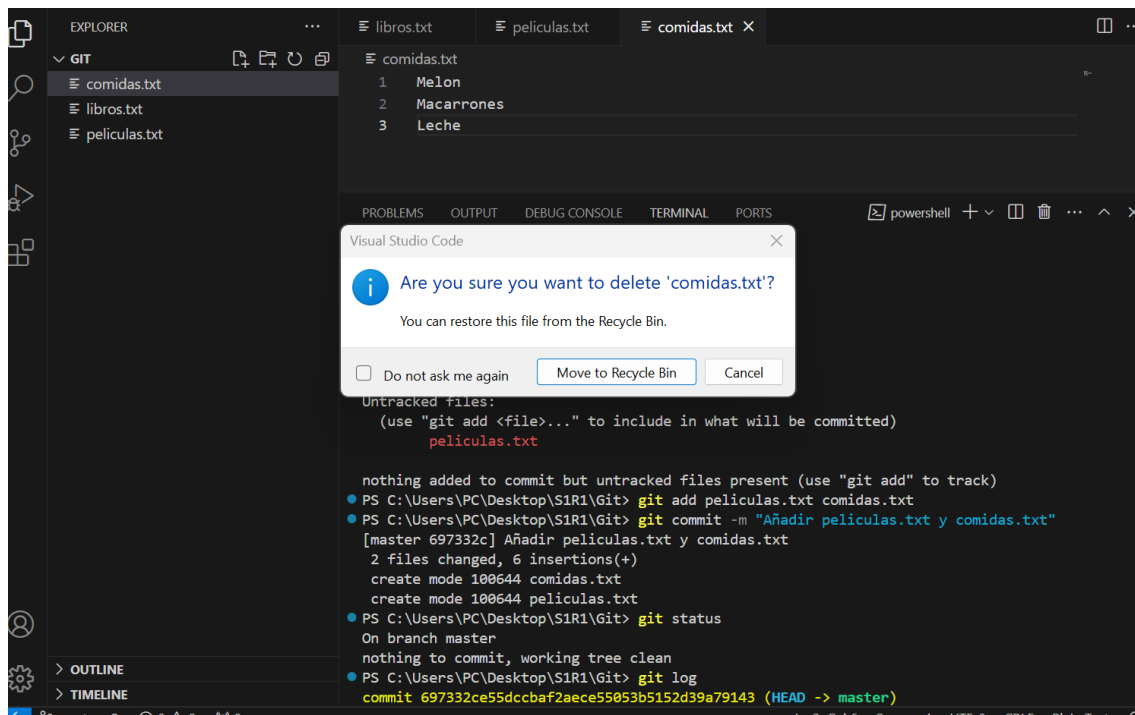 EXPLORER
libros.txt
peliculas.txt
comidas.txt
GIT
comidas.txt
libros.txt
peliculas.txt
comidas.txt
1 Melon
2 Macarrones
3 Leche
PROBLEMS OUTPUT DEBUG CONSOLE TERMINAL PORTS
powershell
Visual Studio Code
Are you sure you want to delete 'comidas.txt'?
You can restore this file from the Recycle Bin.
Do not ask me again
Move to Recycle Bin
Cancel
Untracked files:
(use "git add <file>..." to include in what will be committed)
peliculas.txt
nothing added to commit but untracked files present (use "git add" to track)
PS C:\Users\PC\Desktop\S1R1\Git> git add peliculas.txt comidas.txt
PS C:\Users\PC\Desktop\S1R1\Git> git commit -m "Añadir peliculas.txt y comidas.txt"
[master 697332c] Añadir peliculas.txt y comidas.txt
2 files changed, 6 insertions(+)
create mode 100644 comidas.txt
create mode 100644 peliculas.txt
PS C:\Users\PC\Desktop\S1R1\Git> git status
On branch master
nothing to commit, working tree clean
PS C:\Users\PC\Desktop\S1R1\Git> git log
commit 697332ce55dccbaf2aece55053b5152d39a79143 (HEAD -> master)
OUTLINE
TIMELINE